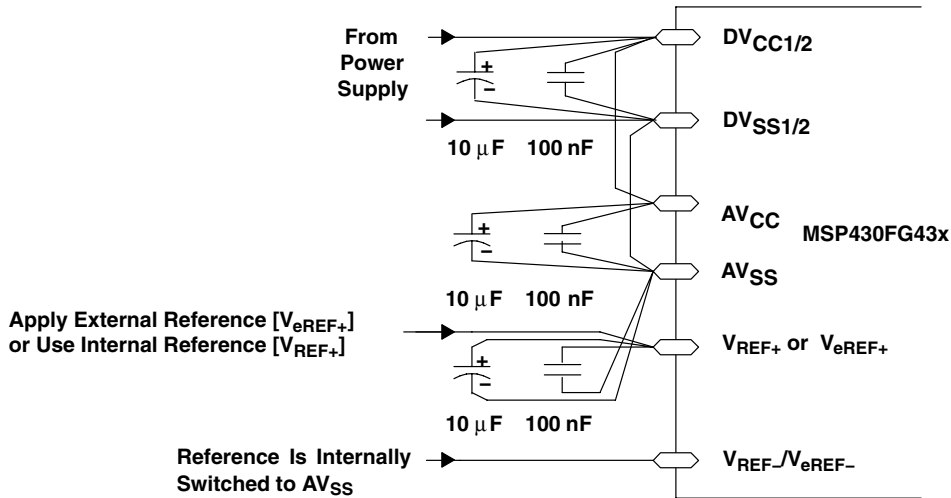 From
Power
Supply
+
−
DVCC1/2
DVSS1/2
10 μF 100 nF
+
−
AVCC
MSP430FG43x
AVSS
10 μF 100 nF
Apply External Reference [VeREF+]
or Use Internal Reference [VREF+]
+
−
VREF+ or VeREF+
10 μF 100 nF
Reference Is Internally
Switched to AVSS
VREF−/VeREF−